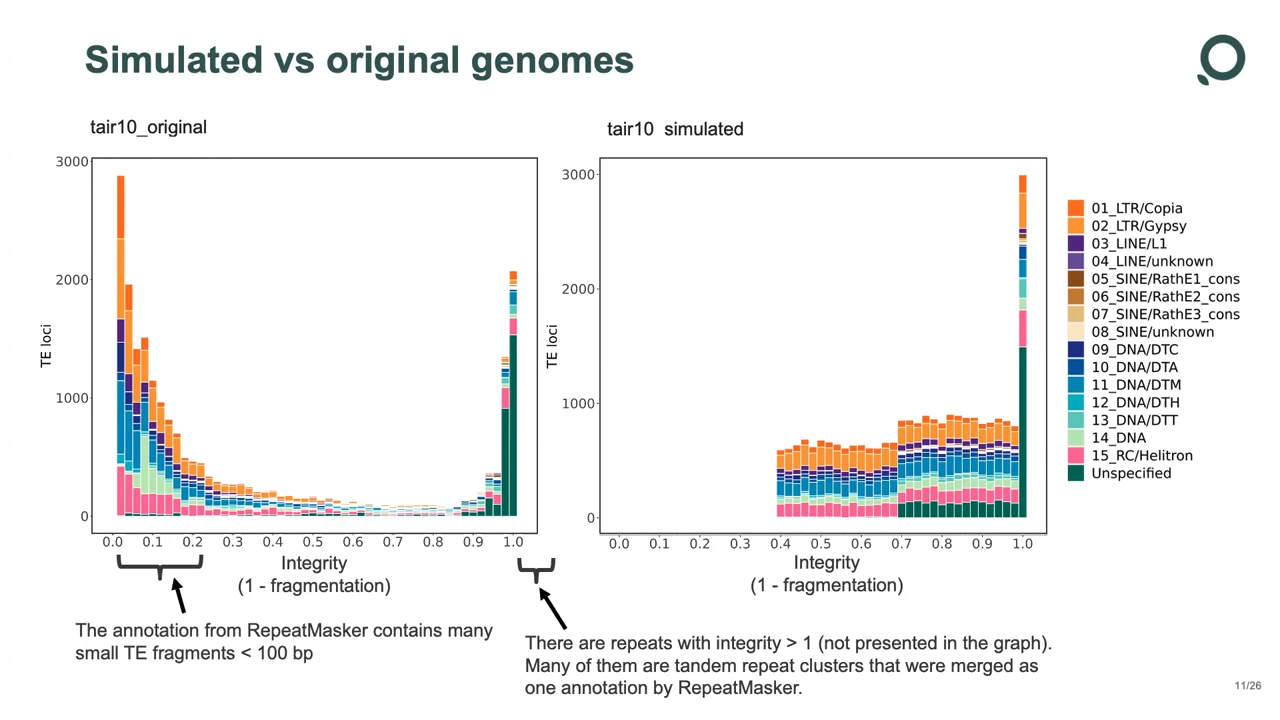 Simulated vs original genomes
tair10_original
3000
2000
1000
0
TE loci
0.0 0.1 0.2 0.3 0.4 0.5 0.6 0.7 0.8 0.9 1.0
Integrity
(1 - fragmentation)
tair10 simulated
3000
2000
1000
0
TE loci
0.0 0.1 0.2 0.3 0.4 0.5 0.6 0.7 0.8 0.9 1.0
Integrity
(1 - fragmentation)
01_LTR/Copia
02_LTR/Gypsy
03_LINE/L1
04_LINE/unknown
05_SINE/RathE1_cons
06_SINE/RathE2_cons
07_SINE/RathE3_cons
08_SINE/unknown
09_DNA/DTC
10_DNA/DTA
11_DNA/DTM
12_DNA/DTH
13_DNA/DTT
14_DNA
15_RC/Helitron
Unspecified
The annotation from RepeatMasker contains many
small TE fragments < 100 bp
There are repeats with integrity > 1 (not presented in the graph).
Many of them are tandem repeat clusters that were merged as
one annotation by RepeatMasker.
11/26